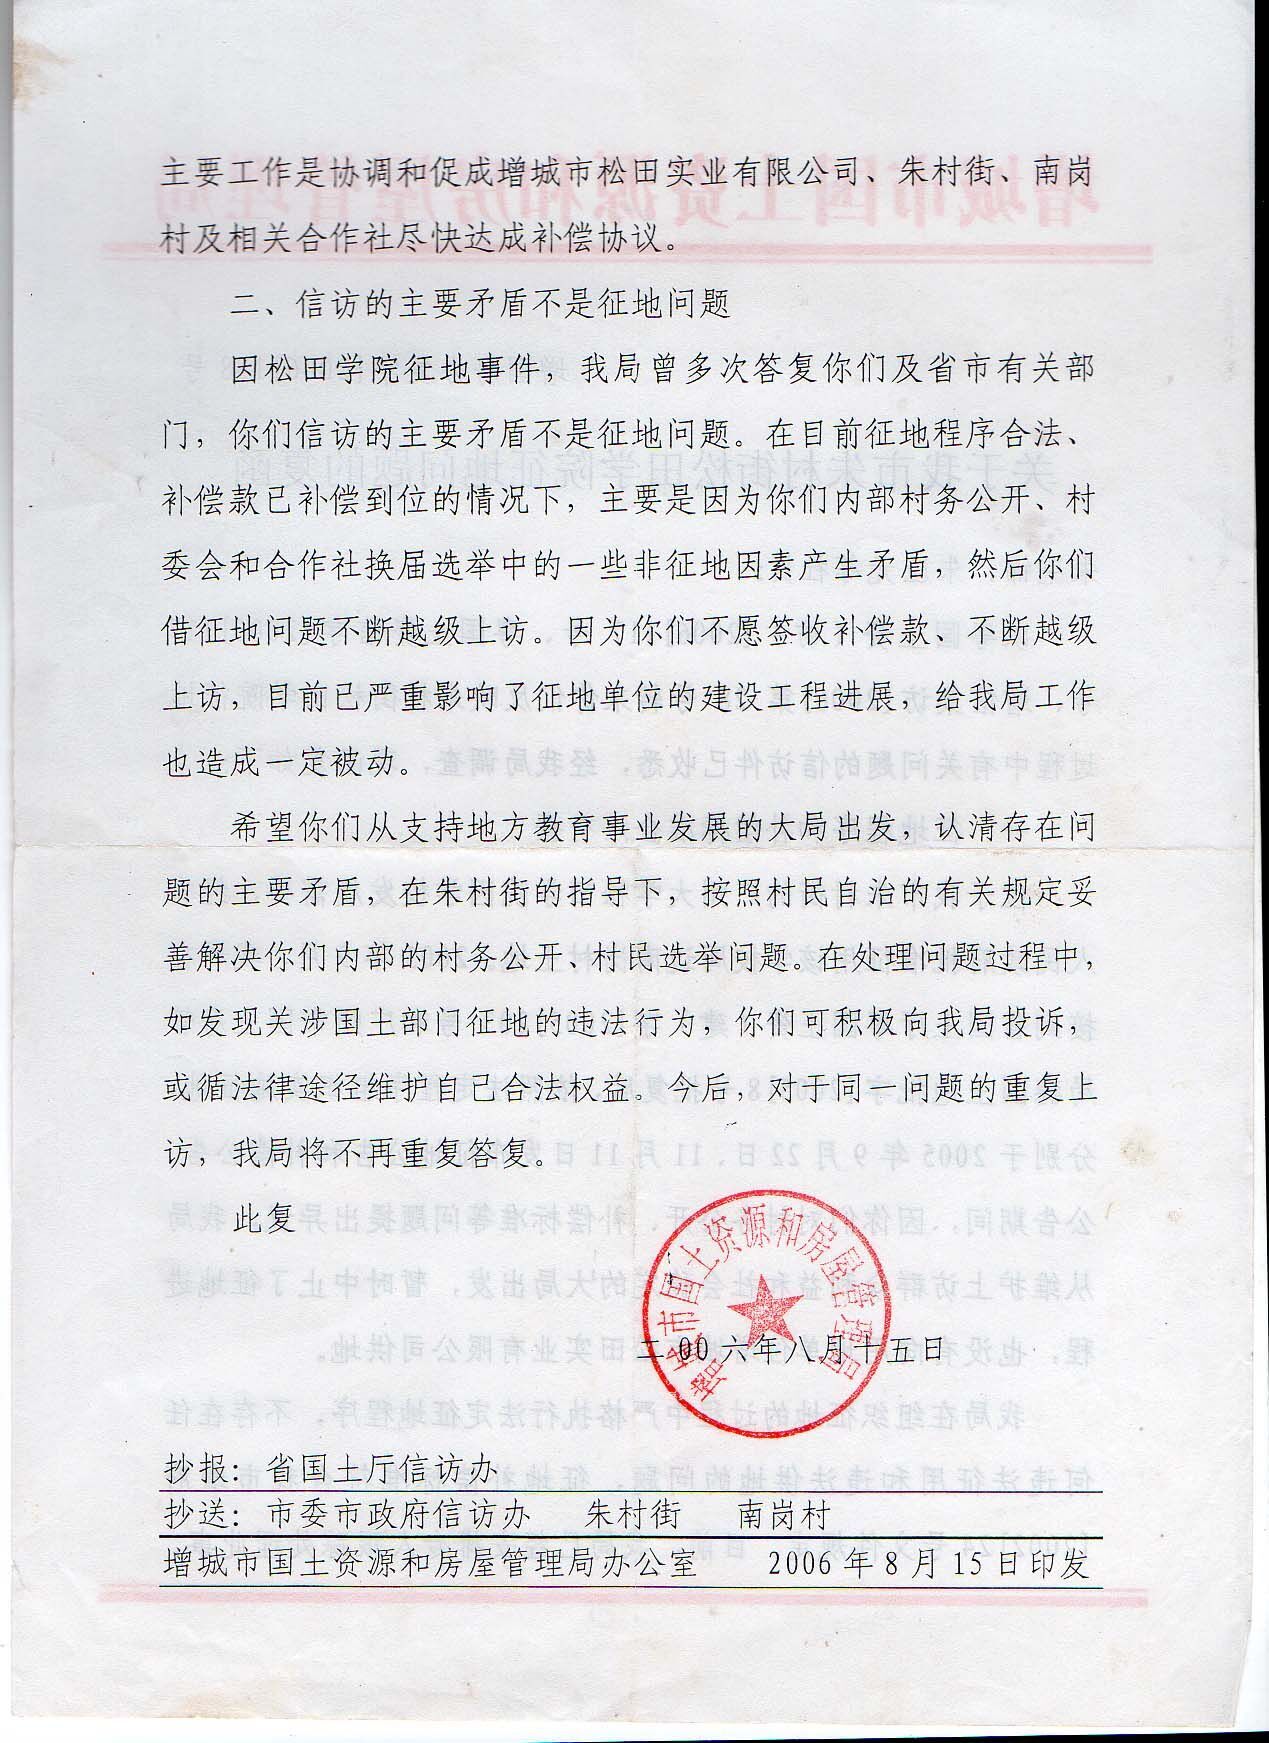 主要工作是协调和促成增城市松田实业有限公司、朱村街、南岗
村及相关合作社尽快达成补偿协议。
二、信访的主要矛盾不是征地问题
因松田学院征地事件，我局曾多次答复你们及省市有关部
门，你们信访的主要矛盾不是征地问题。在目前征地程序合法、
补偿款已补偿到位的情况下，主要是因为你们内部村务公开、村
委会和合作社换届选举中的一些非征地因素产生矛盾，然后你们
借征地问题不断越级上访。因为你们不愿签收补偿款、不断越级
上访，目前已严重影响了征地单位的建设工程进展，给我局工作
也造成一定被动。
希望你们从支持地方教育事业发展的大局出发，认清存在问
题的主要矛盾，在朱村街的指导下，按照村民自治的有关规定妥
善解决你们内部的村务公开、村民选举问题。在处理问题过程中，
如发现关涉国土部门征地的违法行为，你们可积极向我局投诉，
或循法律途径维护自己合法权益。今后，对于同一问题的重复上
访，我局将不再重复答复。
此复
增城市国土资源和房屋管理局
二00六年八月十五日
抄报：省国土厅信访办
抄送：市委市政府信访办 朱村街 南岗村
增城市国土资源和房屋管理局办公室 2006年8月15日印发